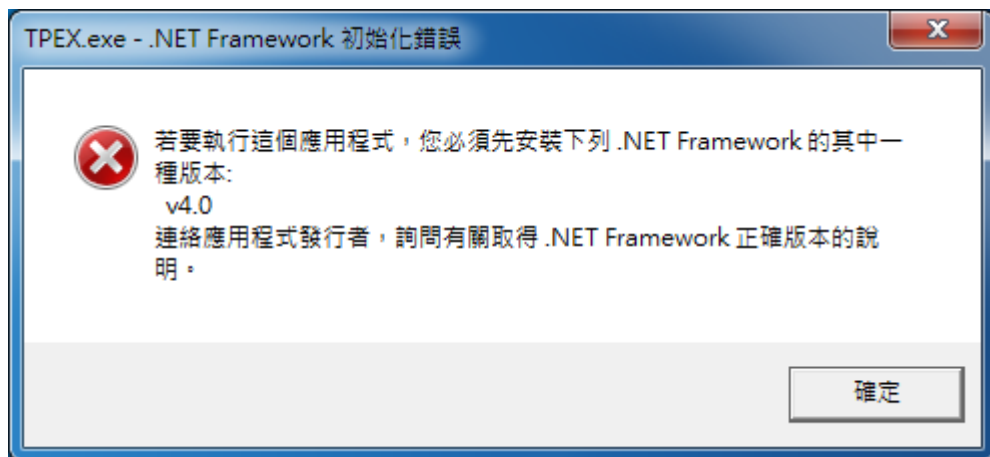 TPEX.exe - .NET Framework 初始化錯誤
若要執行這個應用程式，您必須先安裝下列 .NET Framework 的其中一
種版本:
v4.0
連絡應用程式發行者，詢問有關取得 .NET Framework 正確版本的說
明。
確定